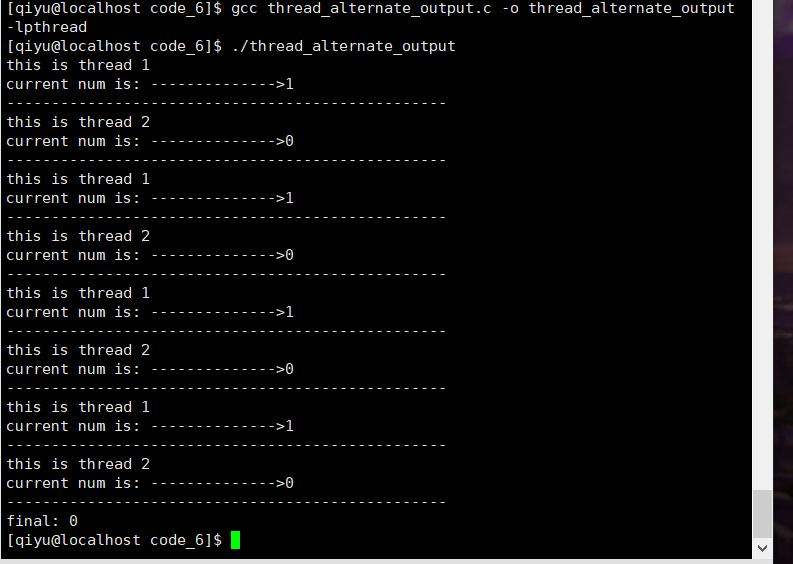 [qiyu@localhost code_6]$ gcc thread_alternate_output.c -o thread_alternate_output
-lpthread
[qiyu@localhost code_6]$ ./thread_alternate_output
this is thread 1
current num is: -------------->1
-------------------------------------------------
this is thread 2
current num is: -------------->0
-------------------------------------------------
this is thread 1
current num is: -------------->1
-------------------------------------------------
this is thread 2
current num is: -------------->0
-------------------------------------------------
this is thread 1
current num is: -------------->1
-------------------------------------------------
this is thread 2
current num is: -------------->0
-------------------------------------------------
this is thread 1
current num is: -------------->1
-------------------------------------------------
this is thread 2
current num is: -------------->0
-------------------------------------------------
final: 0
[qiyu@localhost code_6]$